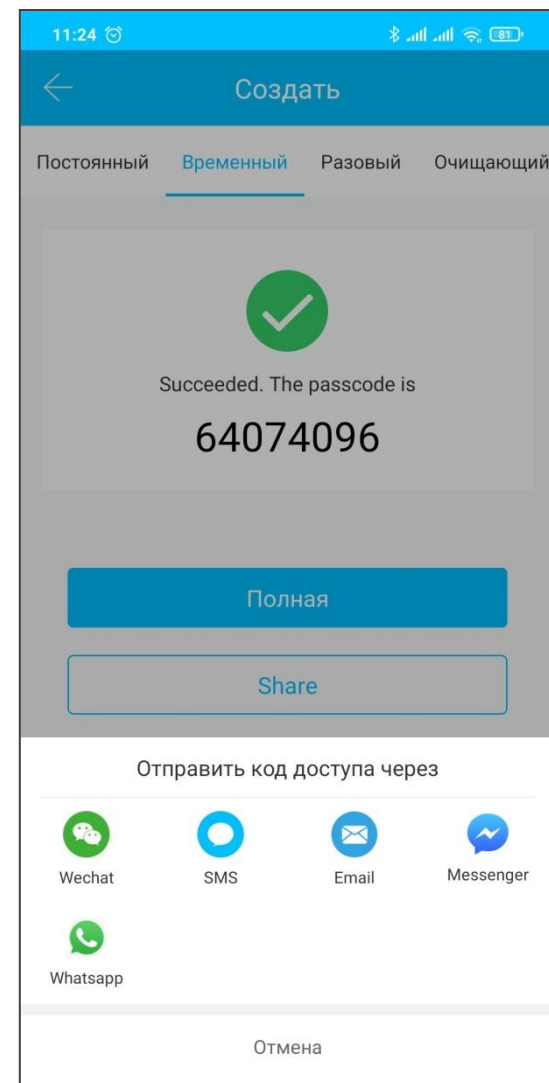 11:24
81
Создать
Постоянный Временный Разовый Очищающий
Succeeded. The passcode is
64074096
Полная
Share
Отправить код доступа через
Wechat SMS Email Messenger
Whatsapp
Отмена